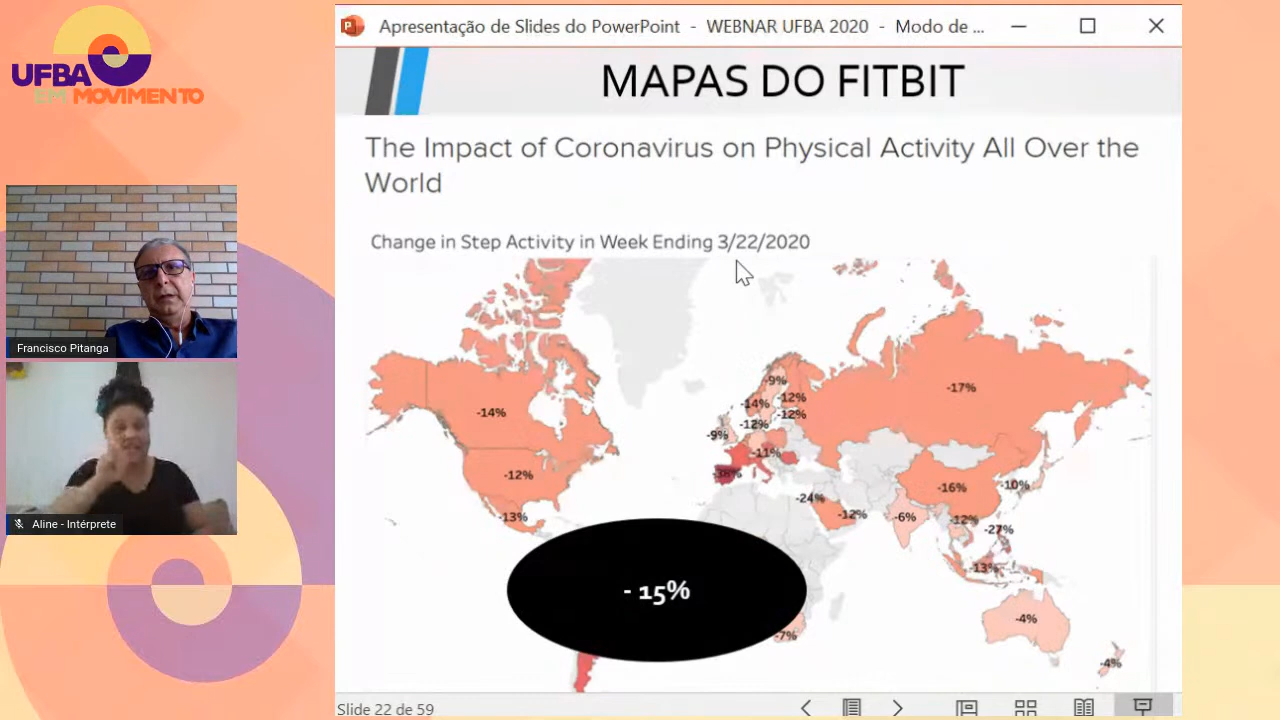 UFBA
EM MOVIMENTO
Francisco Pitanga
Aline - Intérprete
Apresentação de Slides do PowerPoint - WEBNAR UFBA 2020 - Modo de ...
MAPAS DO FITBIT
The Impact of Coronavirus on Physical Activity All Over the
World
Change in Step Activity in Week Ending 3/22/2020
-9%
-17%
-12%
-14%
-14%
-12%
-12%
-9%
-11%
-12%
-38%
-16%
-10%
-24%
-13%
-12%
-6%
-12%
-27%
-13%
- 15%
-4%
-7%
-4%
Slide 22 de 59